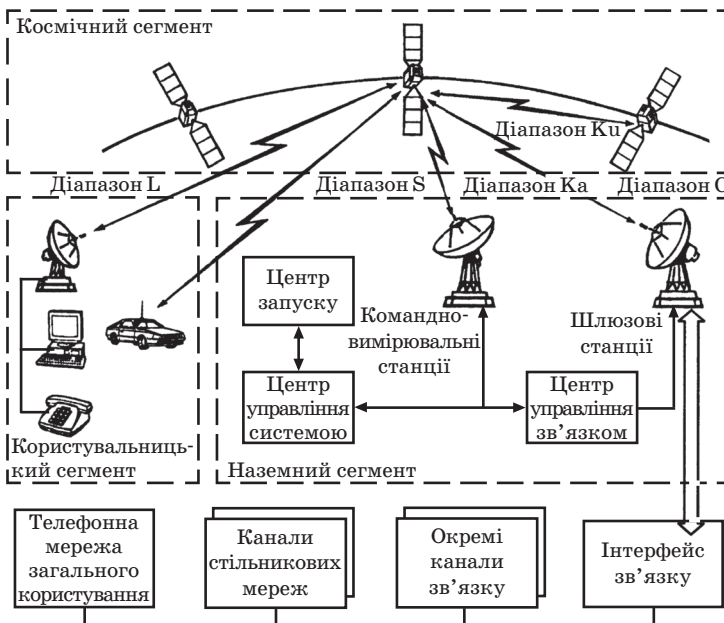 Космічний сегмент
Діапазон Ku
Діапазон L
Діапазон S
Діапазон Ka
Діапазон C
Центр
запуску
Командно-
вимірювальні
станції
Шлюзові
станції
Центр
управління
системою
Центр
управління
зв’язком
Користувальниць-
кий сегмент
Наземний сегмент
Телефонна
мережа
загального
користування
Канали
стільникових
мереж
Окремі
канали
зв’язку
Інтерфейс
зв’язку